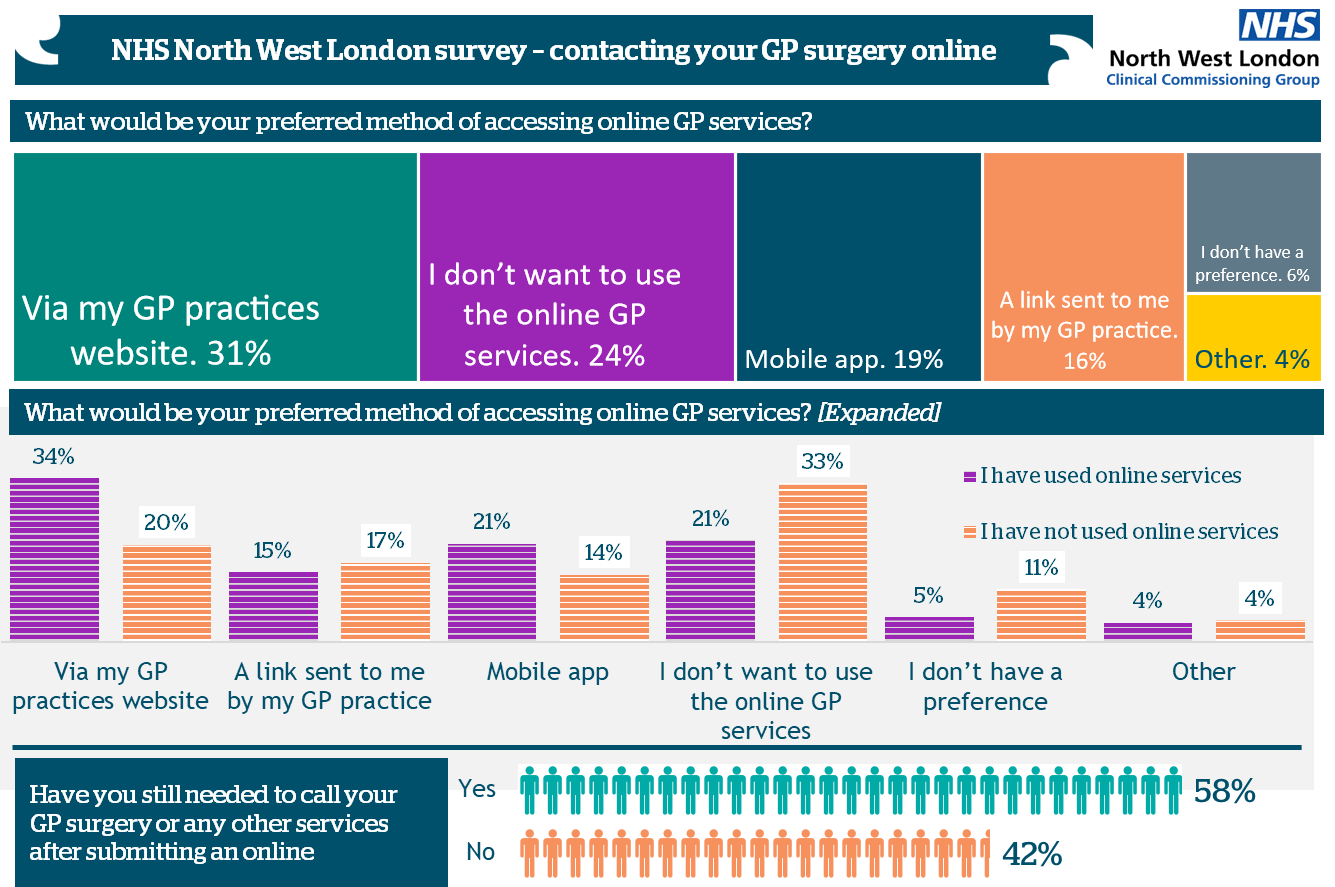 NHS North West London survey – contacting your GP surgery online
NHS
North West London
Clinical Commissioning Group
What would be your preferred method of accessing online GP services?
Via my GP practices
website. 31%
I don’t want to use
the online GP
services. 24%
Mobile app. 19%
A link sent to me
by my GP practice.
16%
I don’t have a
preference. 6%
Other. 4%
What would be your preferred method of accessing online GP services? [Expanded]
34%
20%
15%
17%
21%
14%
21%
33%
5%
11%
4%
4%
I have used online services
I have not used online services
Via my GP
practices website
A link sent to me
by my GP practice
Mobile app
I don’t want to use
the online GP
services
I don’t have a
preference
Other
Have you still needed to call your
GP surgery or any other services
after submitting an online
Yes
58%
No
42%